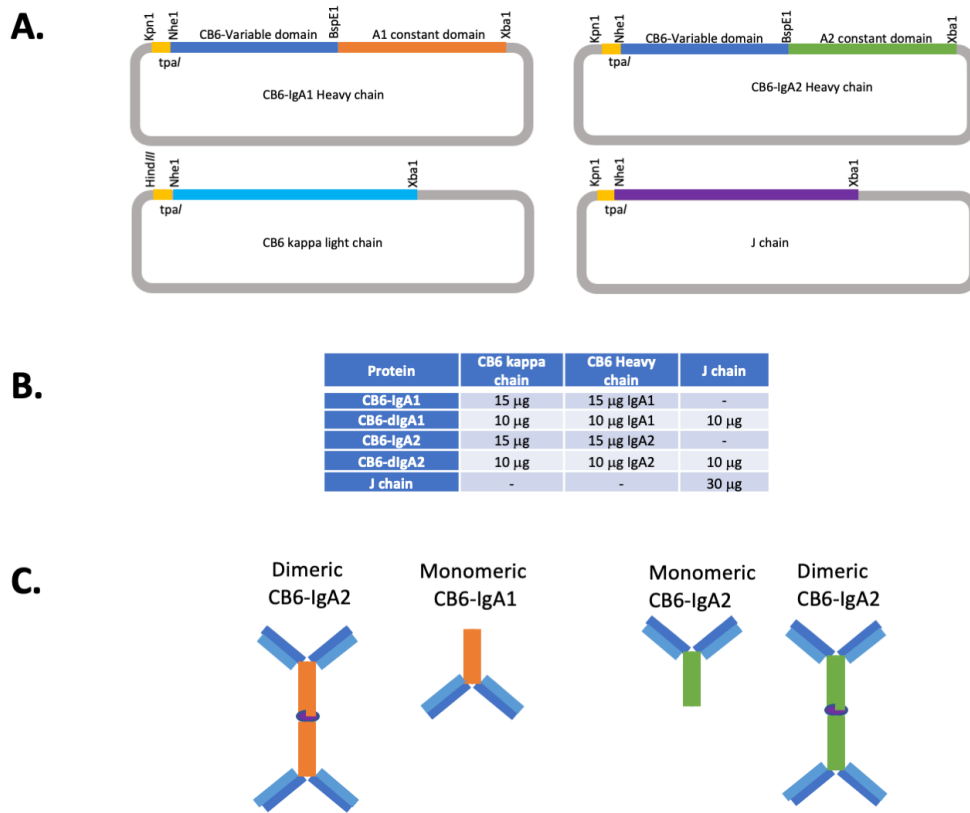 A.
Kpn1
Nhe1
CB6-Variable domain
BspE1
A1 constant domain
Xba1
tpal
CB6-IgA1 Heavy chain
Kpn1
Nhe1
CB6-Variable domain
BspE1
A2 constant domain
Xba1
tpal
CB6-IgA2 Heavy chain
HindIII
Nhe1
Xba1
tpal
CB6 kappa light chain
Kpn1
Nhe1
Xba1
tpal
J chain
B.
Protein CB6 kappa chain CB6 Heavy chain J chain
CB6-IgA1 15 µg 15 µg IgA1 -
CB6-dIgA1 10 µg 10 µg IgA1 10 µg
CB6-IgA2 15 µg 15 µg IgA2 -
CB6-dIgA2 10 µg 10 µg IgA2 10 µg
J chain - - 30 µg
C.
Dimeric
CB6-IgA2
Monomeric
CB6-IgA1
Monomeric
CB6-IgA2
Dimeric
CB6-IgA2